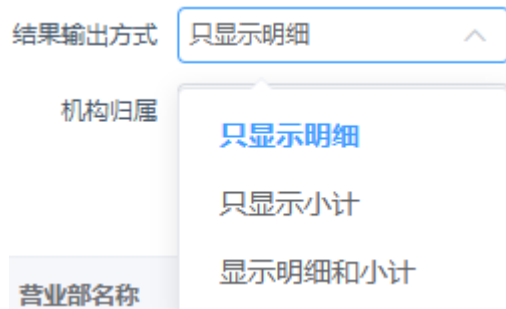 结果输出方式 只显示明细
机构归属
只显示明细
只显示小计
显示明细和小计
营业部名称